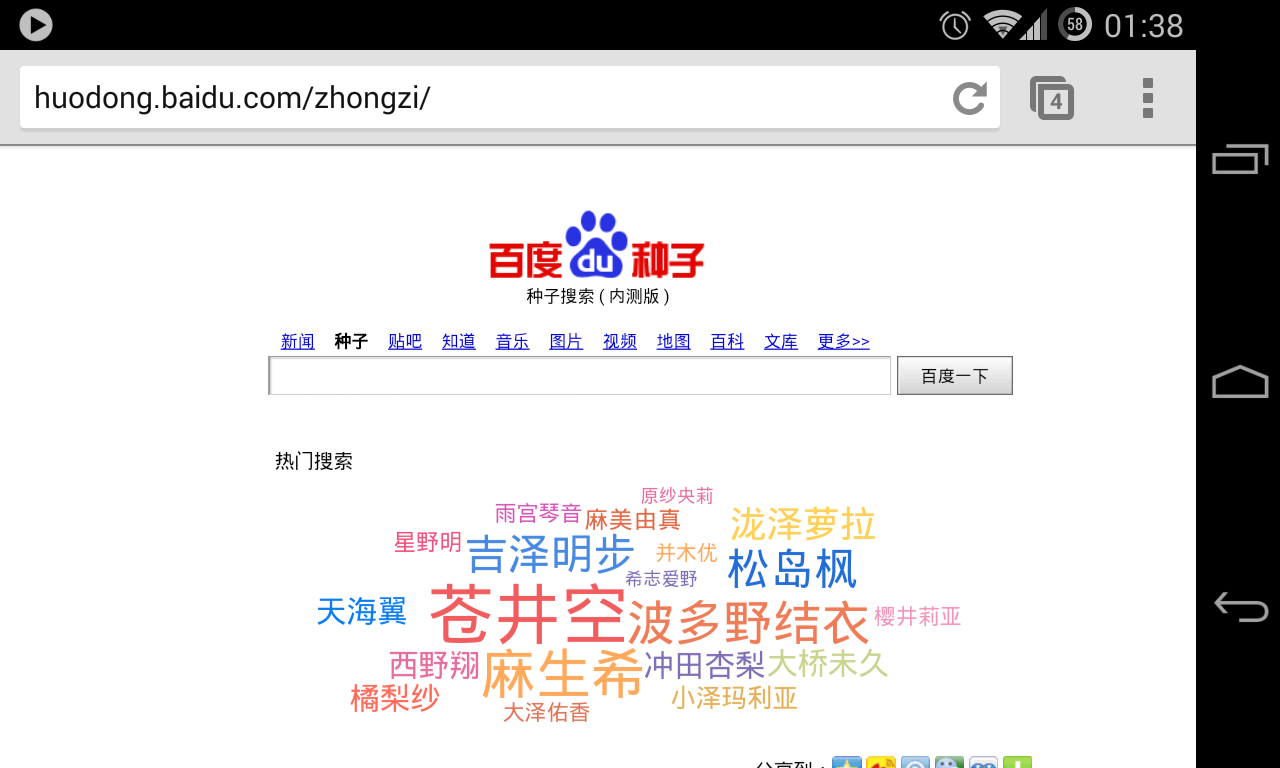 58 01:38
huodong.baidu.com/zhongzi/ 4
百度du种子
种子搜索 ( 内测版 )
新闻 种子 贴吧 知道 音乐 图片 视频 地图 百科 文库 更多>>
百度一下
热门搜索
原纱央莉
雨宫琴音 麻美由真 泷泽萝拉
星野明 吉泽明步 并木优 松岛枫
希志爱野
天海翼 苍井空 波多野结衣 樱井莉亚
西野翔 麻生希 冲田杏梨 大桥未久
橘梨纱 大泽佑香 小泽玛利亚
分享到：